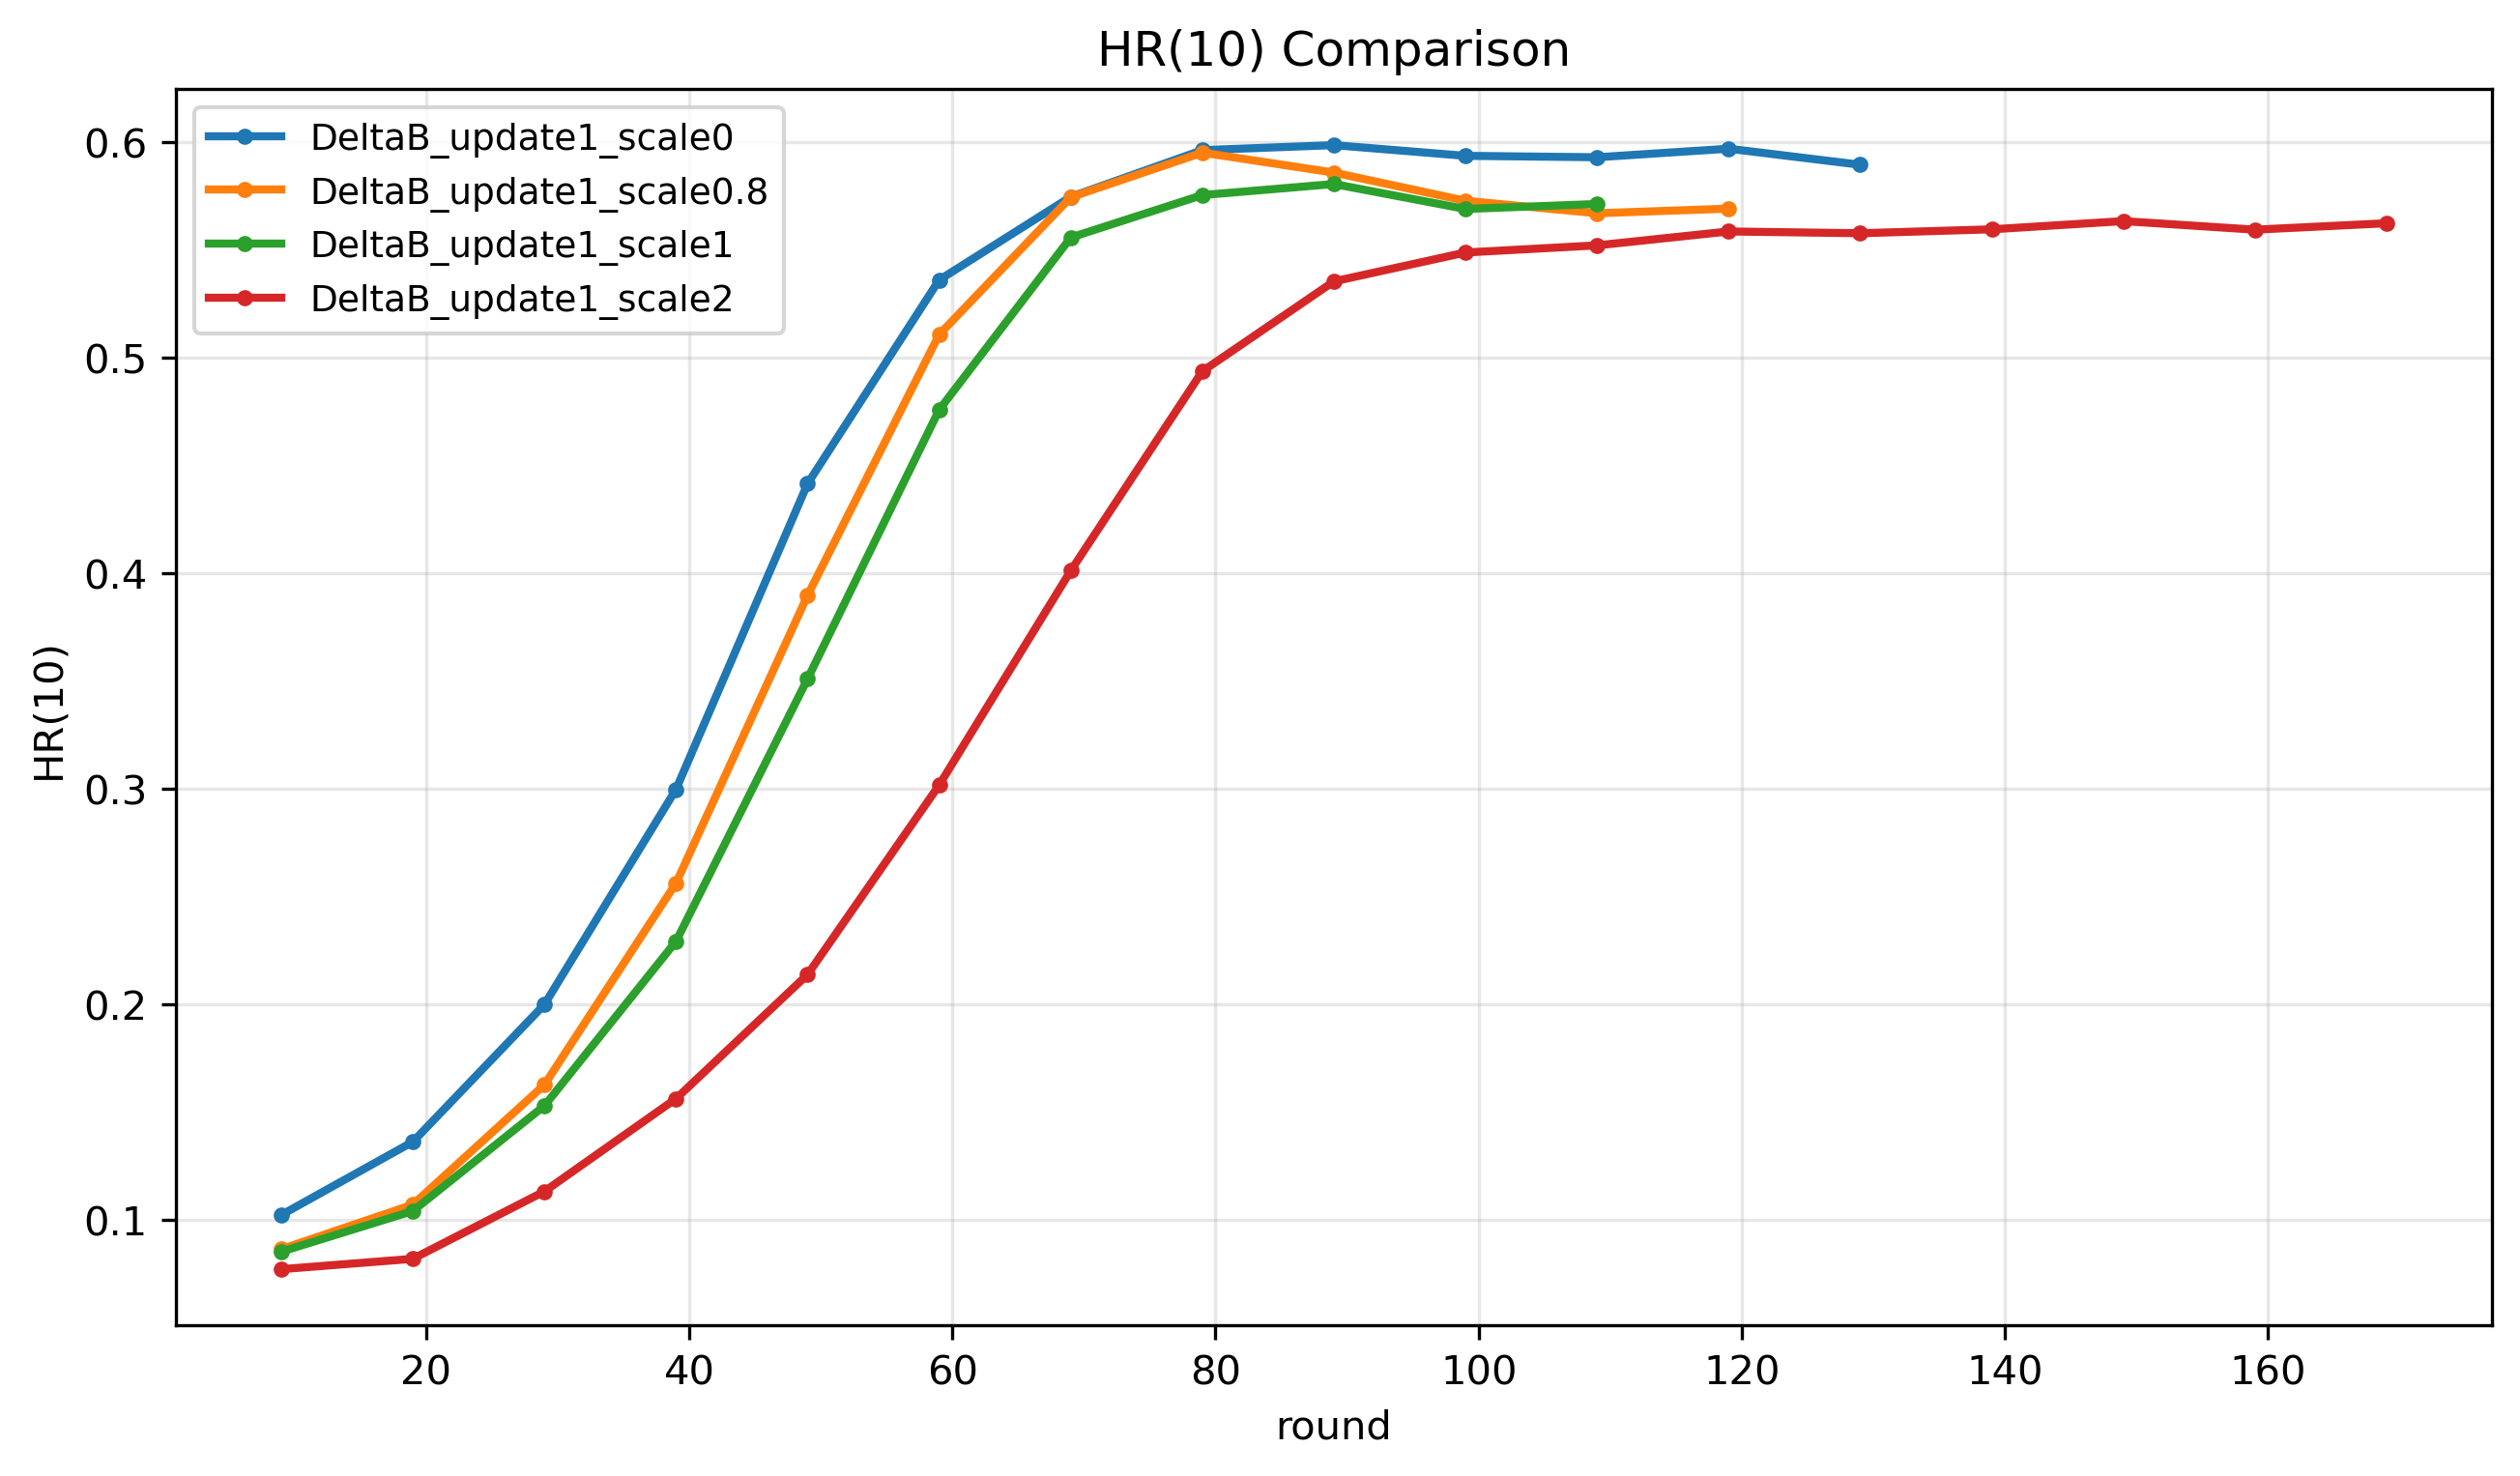 HR(10) Comparison
DeltaB_update1_scale0
DeltaB_update1_scale0.8
DeltaB_update1_scale1
DeltaB_update1_scale2
HR(10)
0.6
0.5
0.4
0.3
0.2
0.1
20 40 60 80 100 120 140 160
round